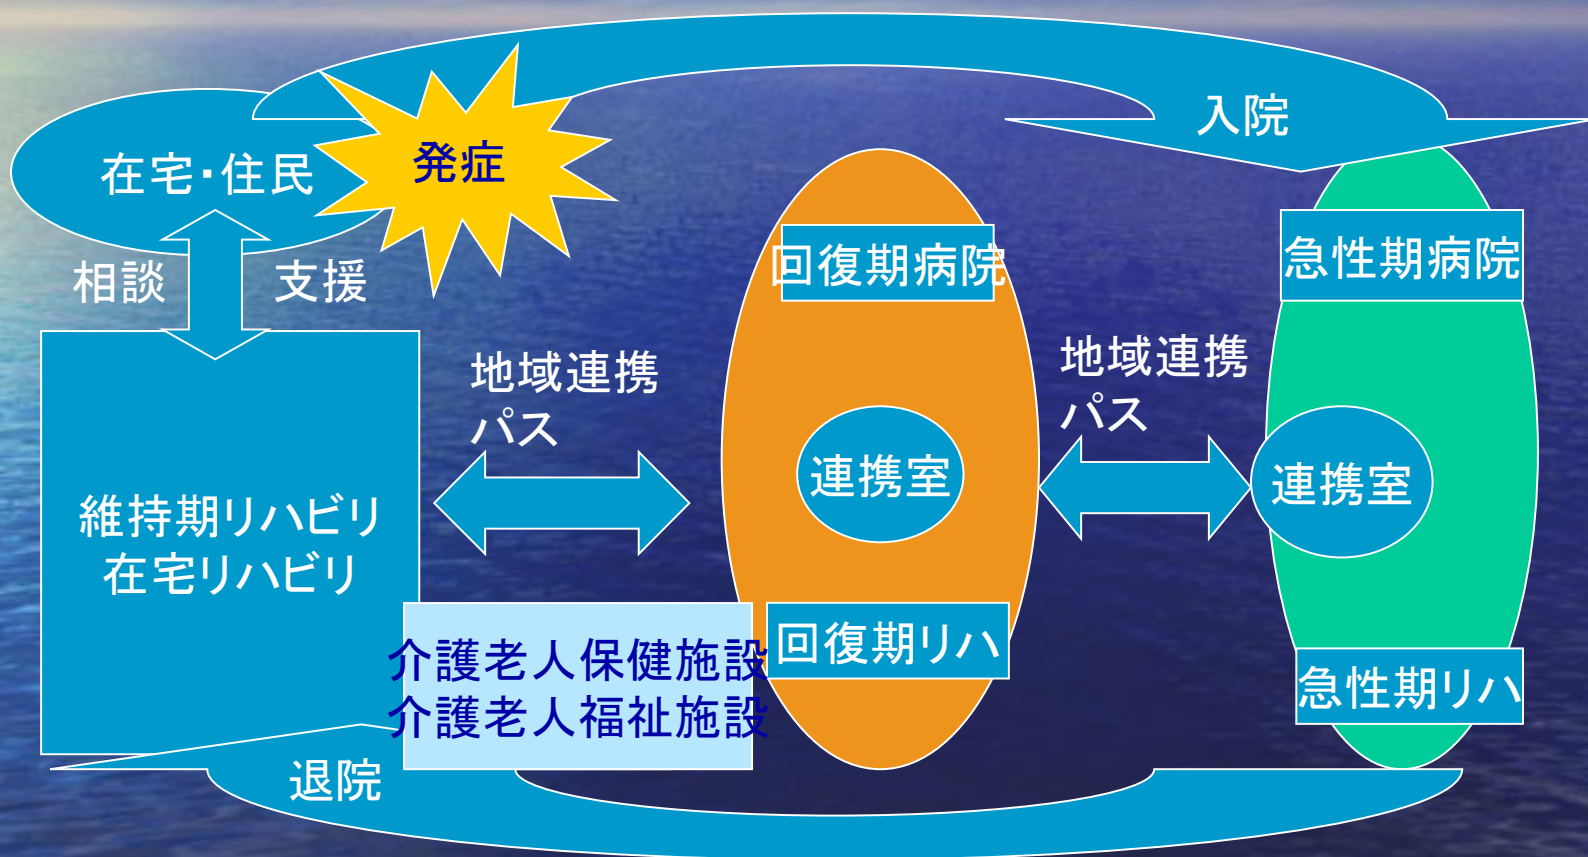 入院
発症
在宅・住民
相談
支援
回復期病院
急性期病院
地域連携
パス
地域連携
パス
連携室
連携室
維持期リハビリ
在宅リハビリ
介護老人保健施設
介護老人福祉施設
回復期リハ
急性期リハ
退院